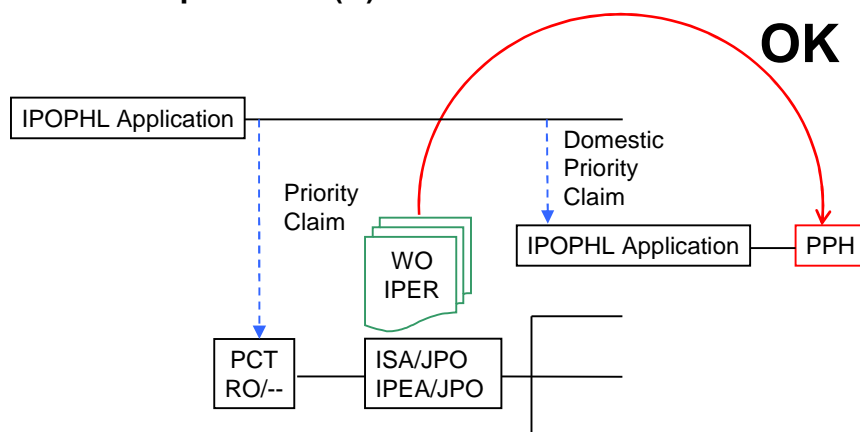 OK
IPOPHL Application
Domestic
Priority
Claim
Priority
Claim
IPOPHL Application
PPH
WO
IPER
PCT
RO/--
ISA/JPO
IPEA/JPO